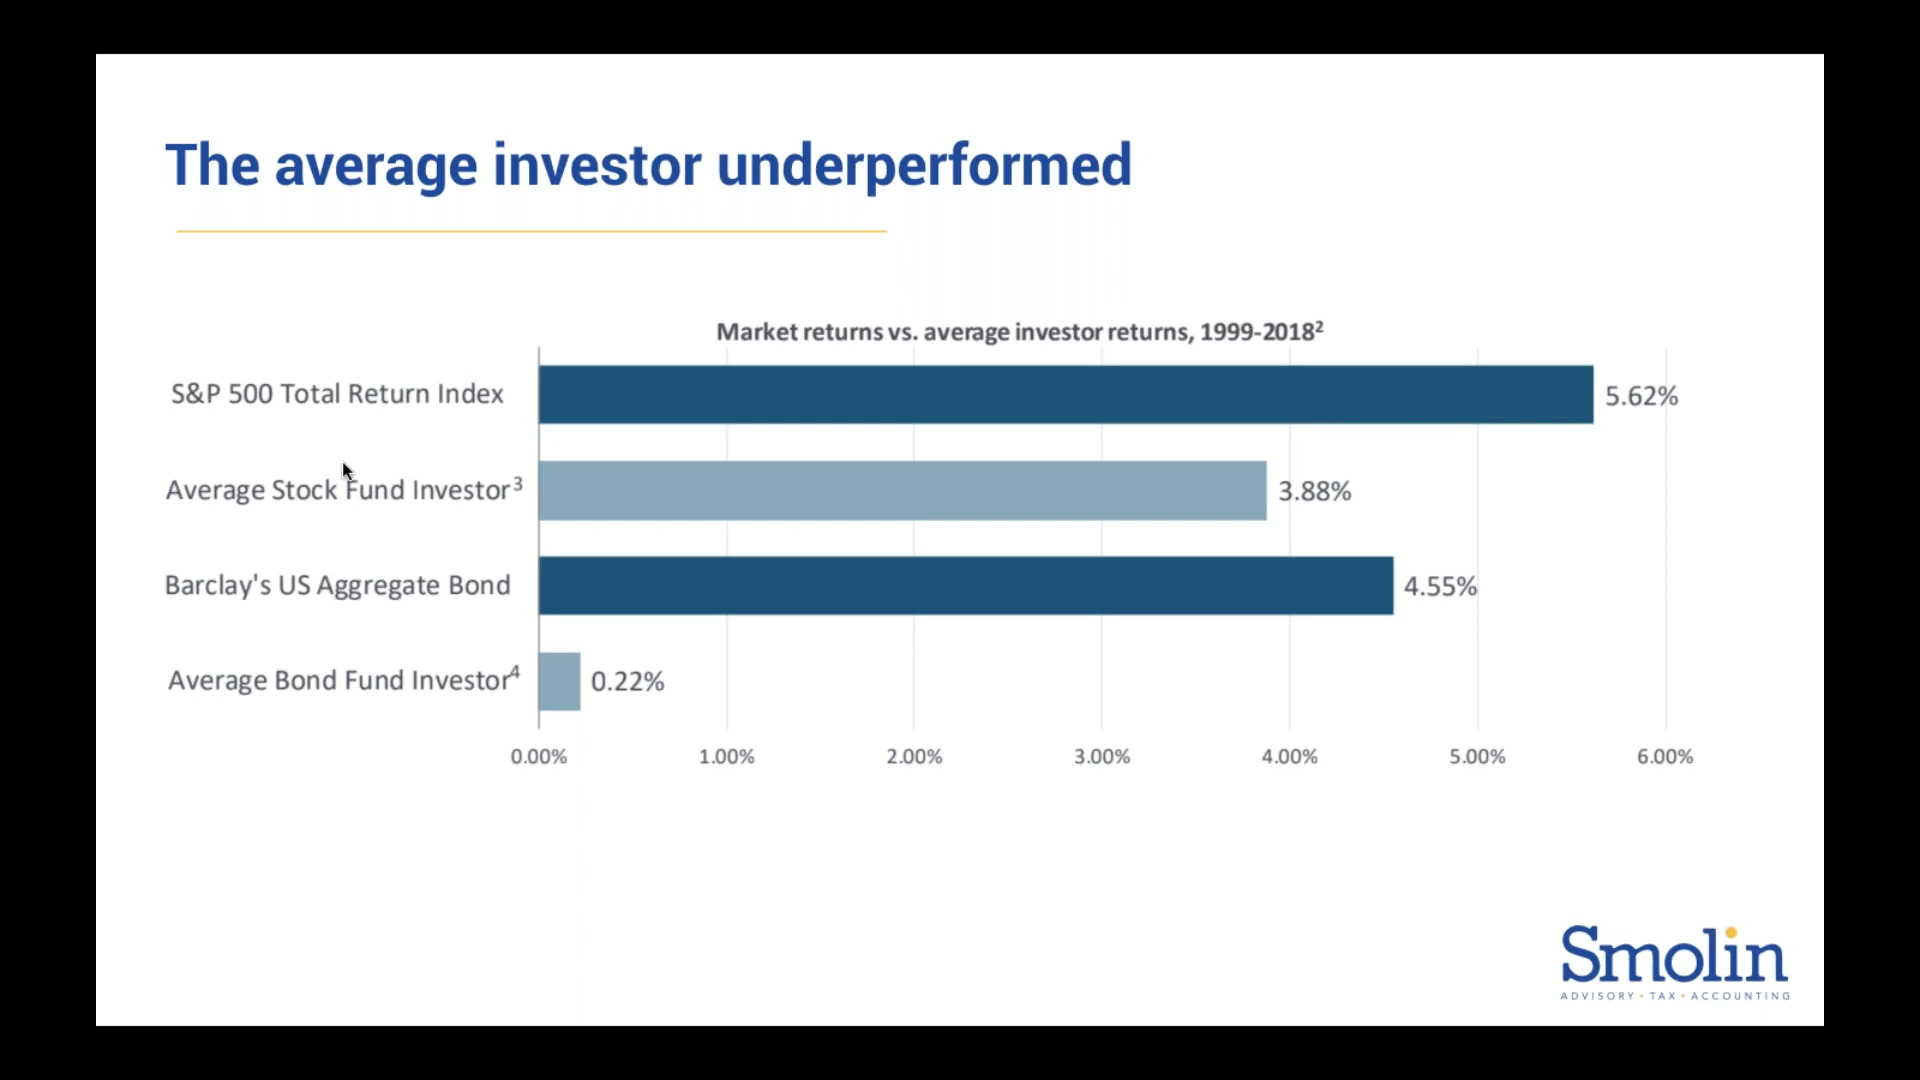 The average investor underperformed
Market returns vs. average investor returns, 1999-2018²
S&P 500 Total Return Index 5.62%
Average Stock Fund Investor³ 3.88%
Barclay's US Aggregate Bond 4.55%
Average Bond Fund Investor⁴ 0.22%
0.00% 1.00% 2.00% 3.00% 4.00% 5.00% 6.00%
Smolin
ADVISORY • TAX • ACCOUNTING